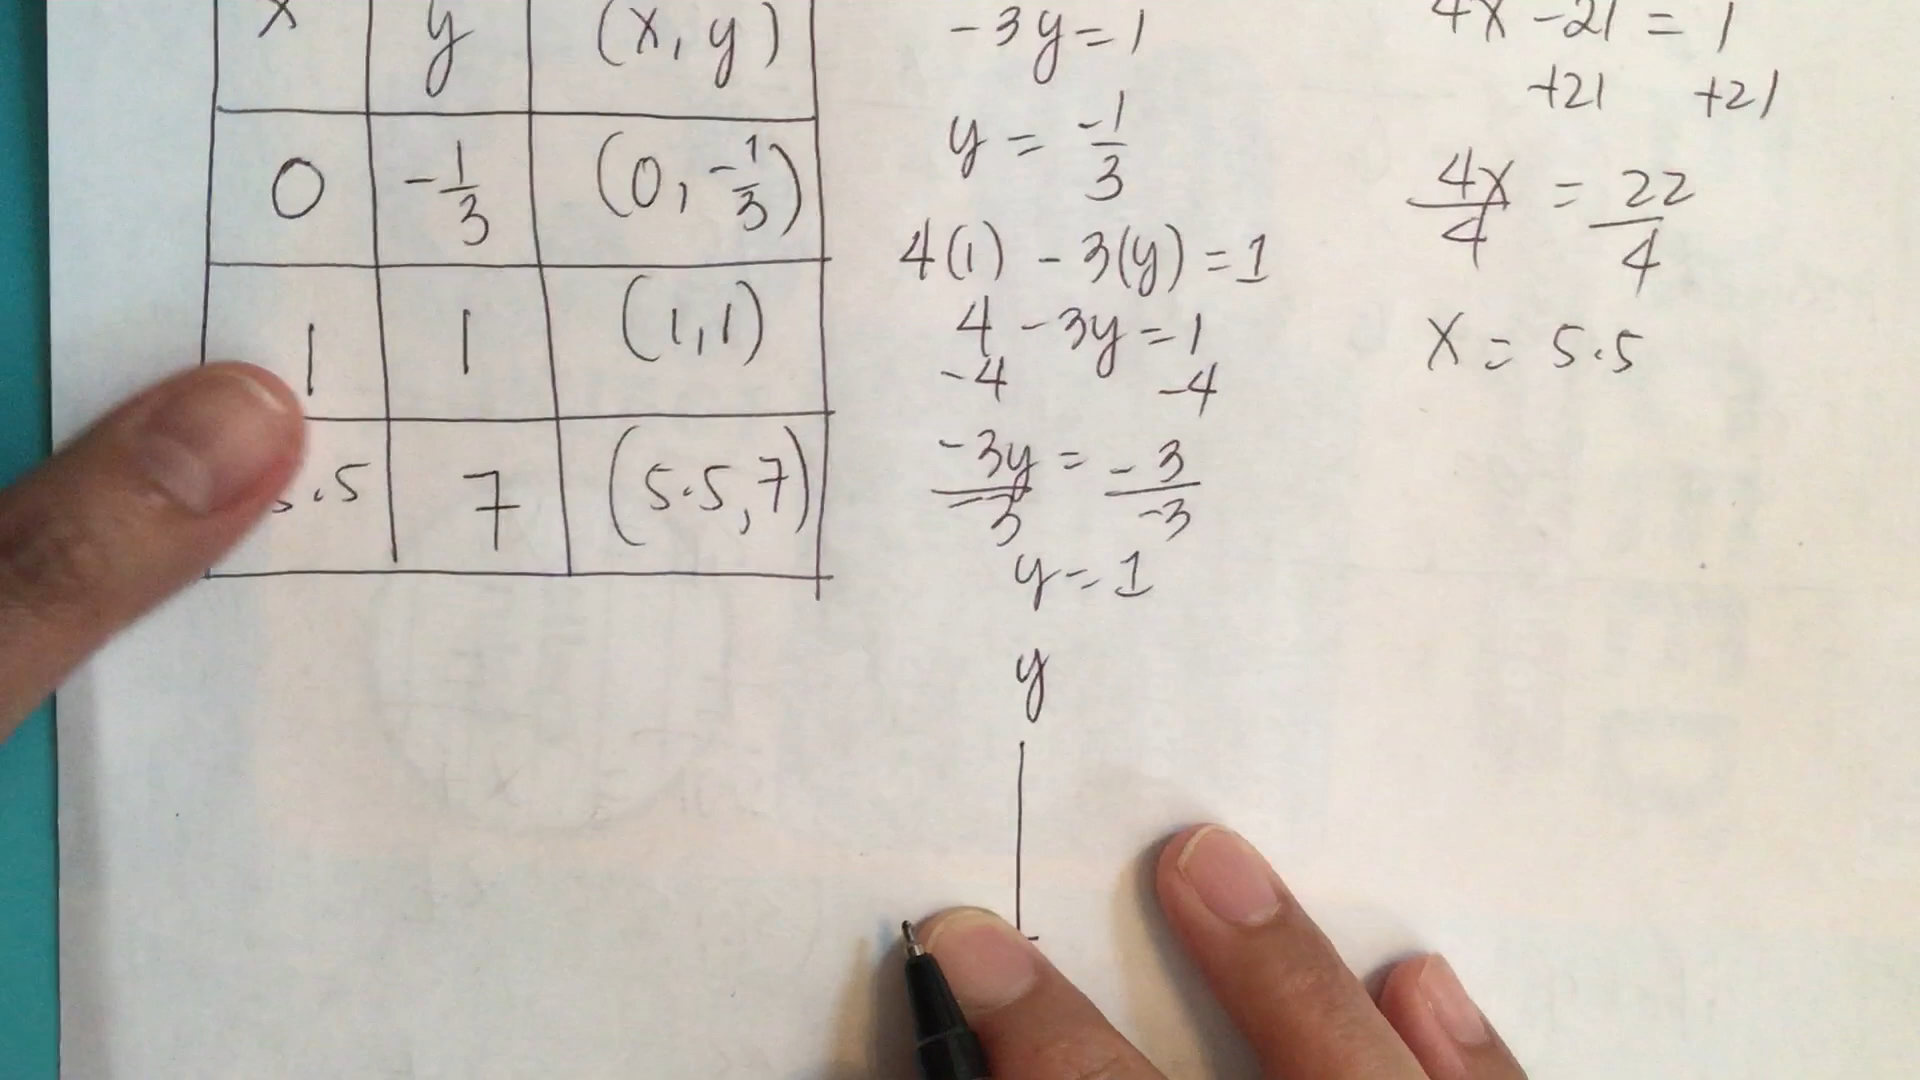 x y (x, y)
0 -1/3 (0, -1/3)
1 1 (1,1)
.5 7 (5.5,7)
-3y=1
y = -1/3
4(1) - 3(y) = 1
4 - 3y = 1
-4 -4
-3y/-3 = -3/-3
y = 1
y
4x - 21 = 1
+21 +21
4x/4 = 22/4
x = 5.5